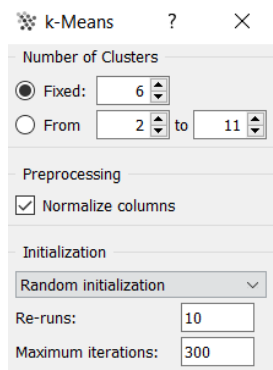 k-Means ?
Number of Clusters
Fixed: 6
From 2 to 11
Preprocessing
Normalize columns
Initialization
Random initialization
Re-runs: 10
Maximum iterations: 300